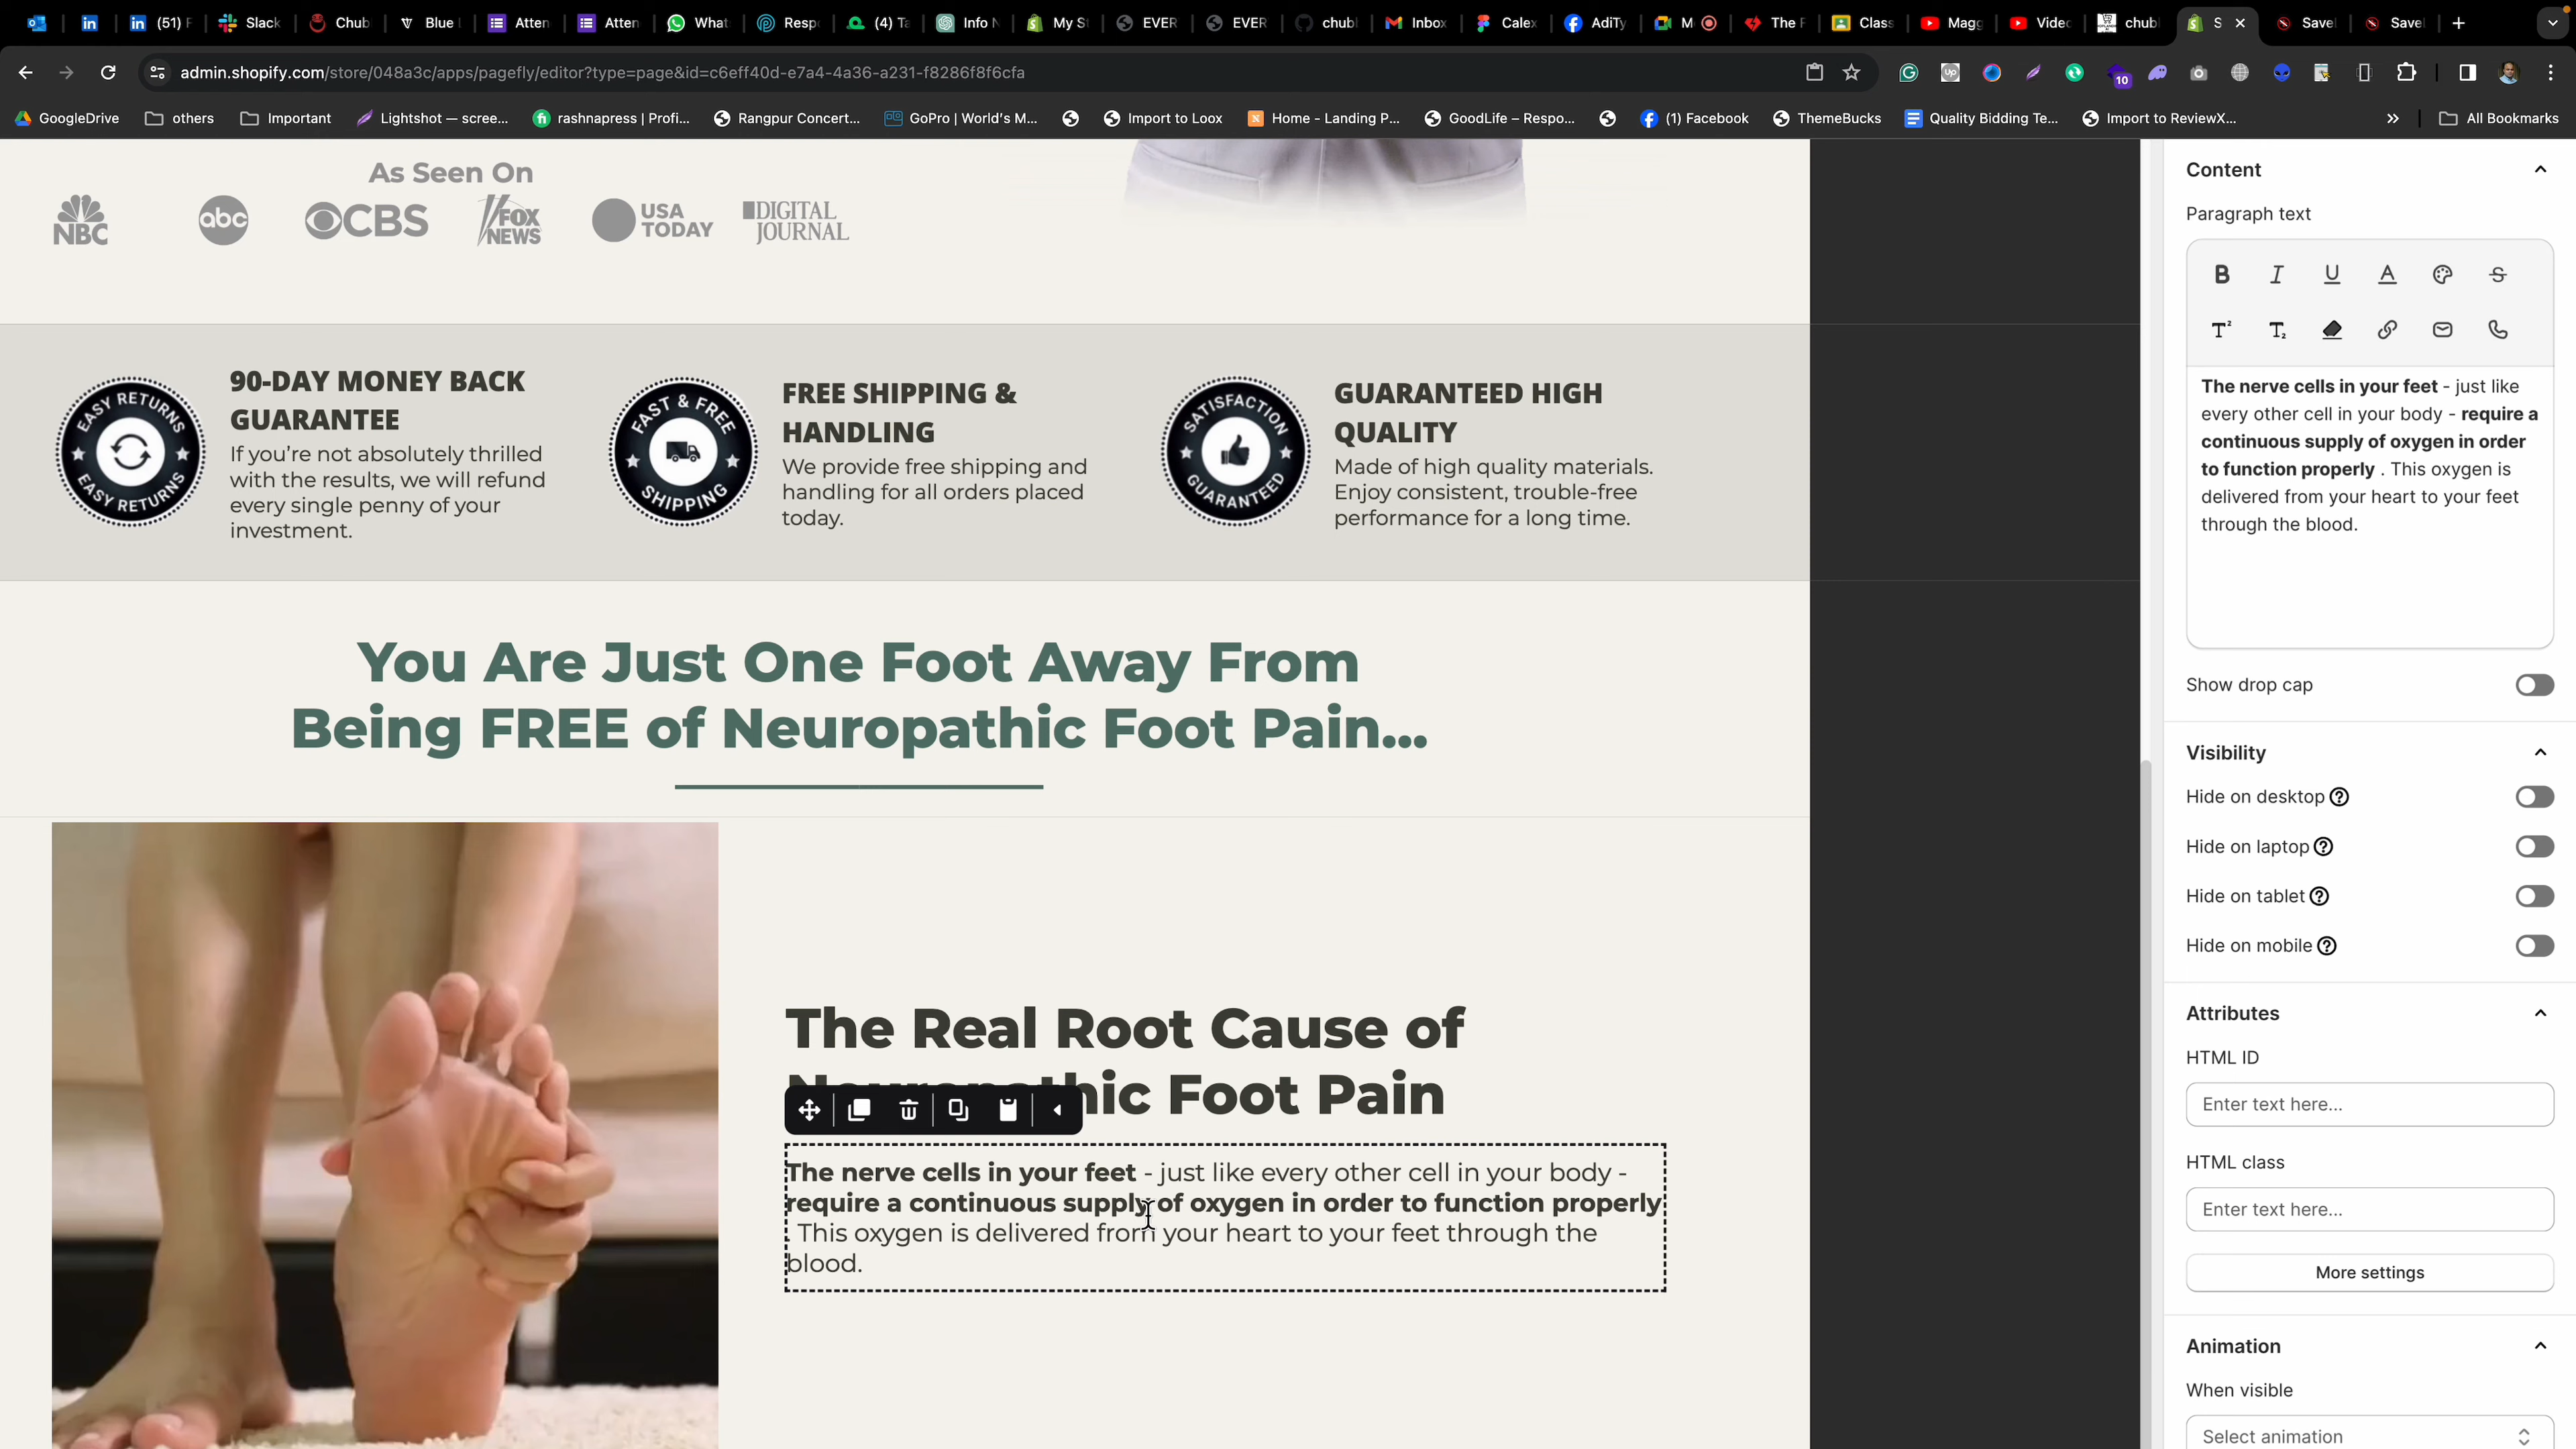 (51) F
Slack
Chub
Blue
Atten
Atten
What
Resp
(4) Ta
Info N
My S
EVER
EVER
chubl
Inbox
Calex
AdiTy
M
The F
Class
Magg
Videc
chubl
S
Save
Save
admin.shopify.com/store/048a3c/apps/pagefly/editor?type=page&id=c6eff40d-e7a4-4a36-a231-f8286f8f6cfa
10
GoogleDrive
others
Important
Lightshot — scree...
rashnapress | Profi...
Rangpur Concert...
GoPro | World's M...
Import to Loox
Home - Landing P...
GoodLife – Respo...
(1) Facebook
ThemeBucks
Quality Bidding Te...
Import to ReviewX...
All Bookmarks
As Seen On
NBC
abc
CBS
FOX NEWS
USA TODAY
DIGITAL JOURNAL
EASY RETURNS
EASY RETURNS
90-DAY MONEY BACK
GUARANTEE
If you're not absolutely thrilled
with the results, we will refund
every single penny of your
investment.
FAST & FREE
SHIPPING
FREE SHIPPING &
HANDLING
We provide free shipping and
handling for all orders placed
today.
SATISFACTION
GUARANTEED
GUARANTEED HIGH
QUALITY
Made of high quality materials.
Enjoy consistent, trouble-free
performance for a long time.
You Are Just One Foot Away From
Being FREE of Neuropathic Foot Pain...
The Real Root Cause of
Neuropathic Foot Pain
The nerve cells in your feet - just like every other cell in your body -
require a continuous supply of oxygen in order to function properly
. This oxygen is delivered from your heart to your feet through the
blood.
Content
Paragraph text
The nerve cells in your feet - just like
every other cell in your body - require a
continuous supply of oxygen in order
to function properly . This oxygen is
delivered from your heart to your feet
through the blood.
Show drop cap
Visibility
Hide on desktop
Hide on laptop
Hide on tablet
Hide on mobile
Attributes
HTML ID
Enter text here...
HTML class
Enter text here...
More settings
Animation
When visible
Select animation